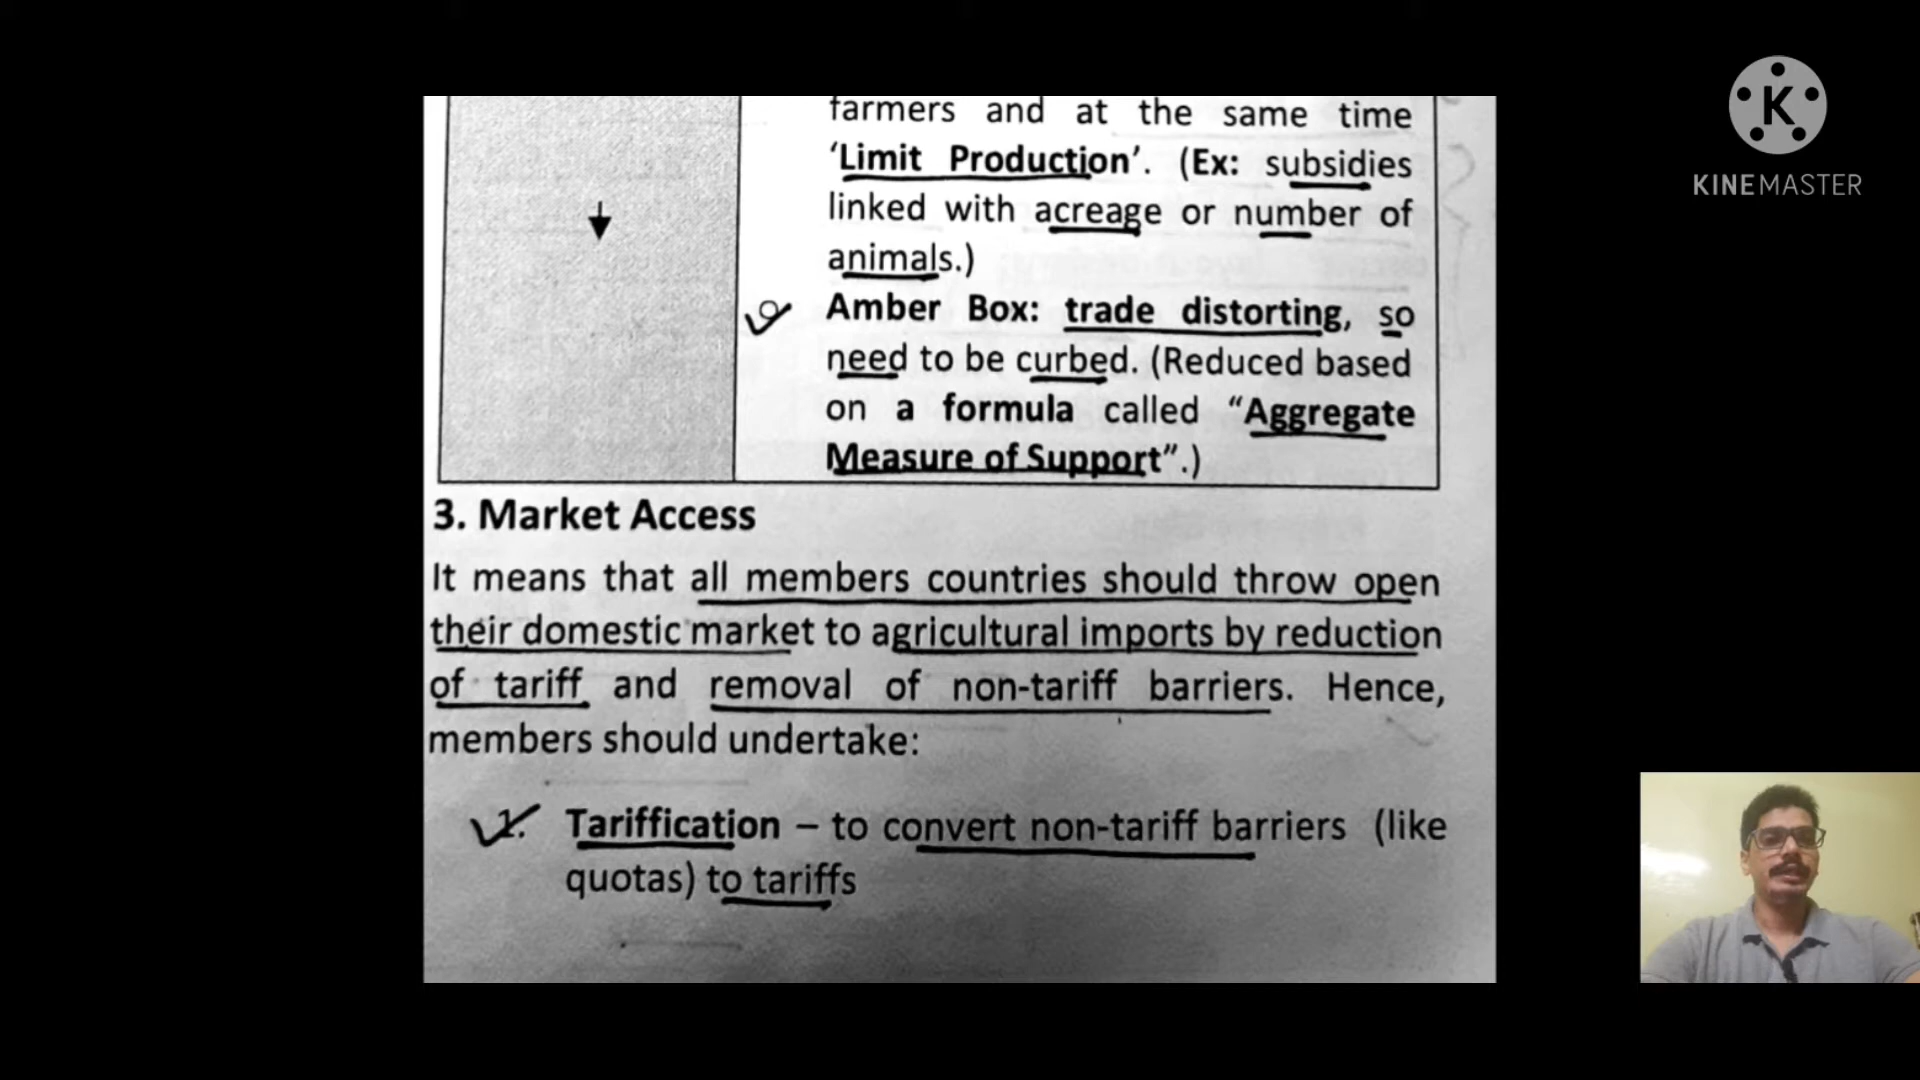 farmers and at the same time
‘Limit Production’. (Ex: subsidies
linked with acreage or number of
animals.)
Amber Box: trade distorting, so
need to be curbed. (Reduced based
on a formula called “Aggregate
Measure of Support”.)
3. Market Access
It means that all members countries should throw open
their domestic market to agricultural imports by reduction
of tariff and removal of non-tariff barriers. Hence,
members should undertake:
1. Tariffication – to convert non-tariff barriers (like
quotas) to tariffs
K
KINEMASTER